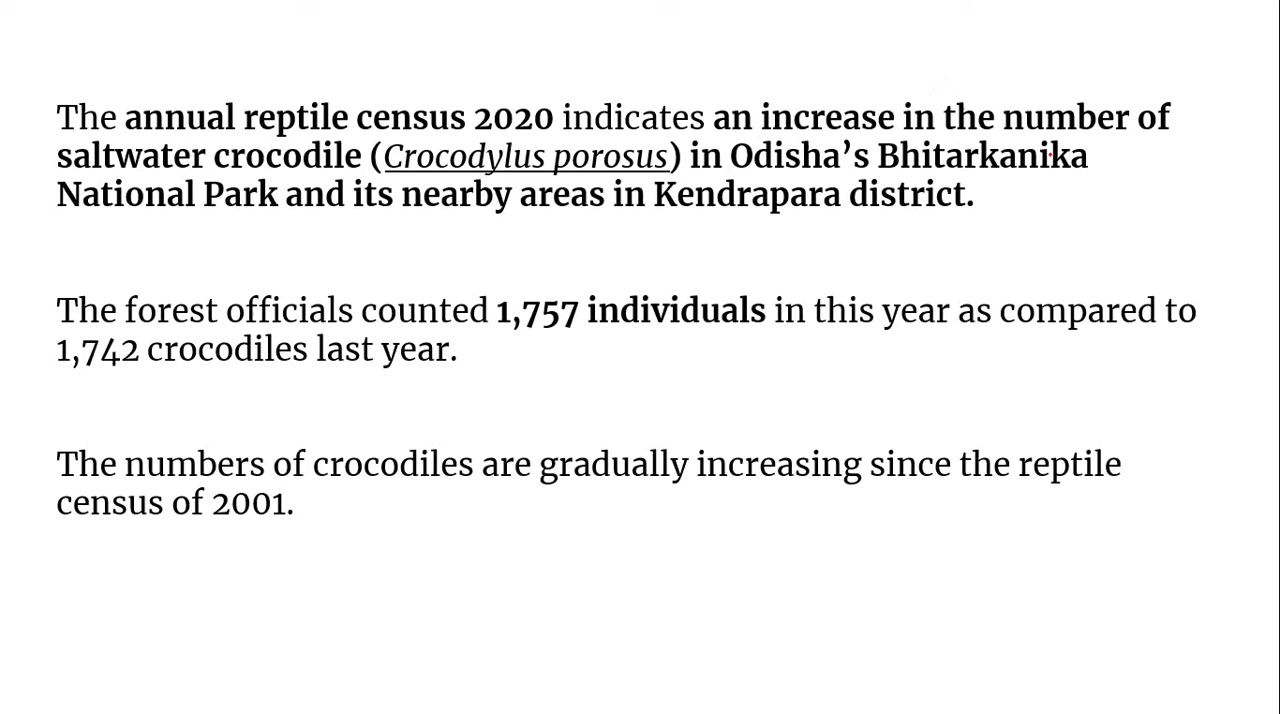 The annual reptile census 2020 indicates an increase in the number of
saltwater crocodile (Crocodylus porosus) in Odisha’s Bhitarkanika
National Park and its nearby areas in Kendrapara district.
The forest officials counted 1,757 individuals in this year as compared to
1,742 crocodiles last year.
The numbers of crocodiles are gradually increasing since the reptile
census of 2001.